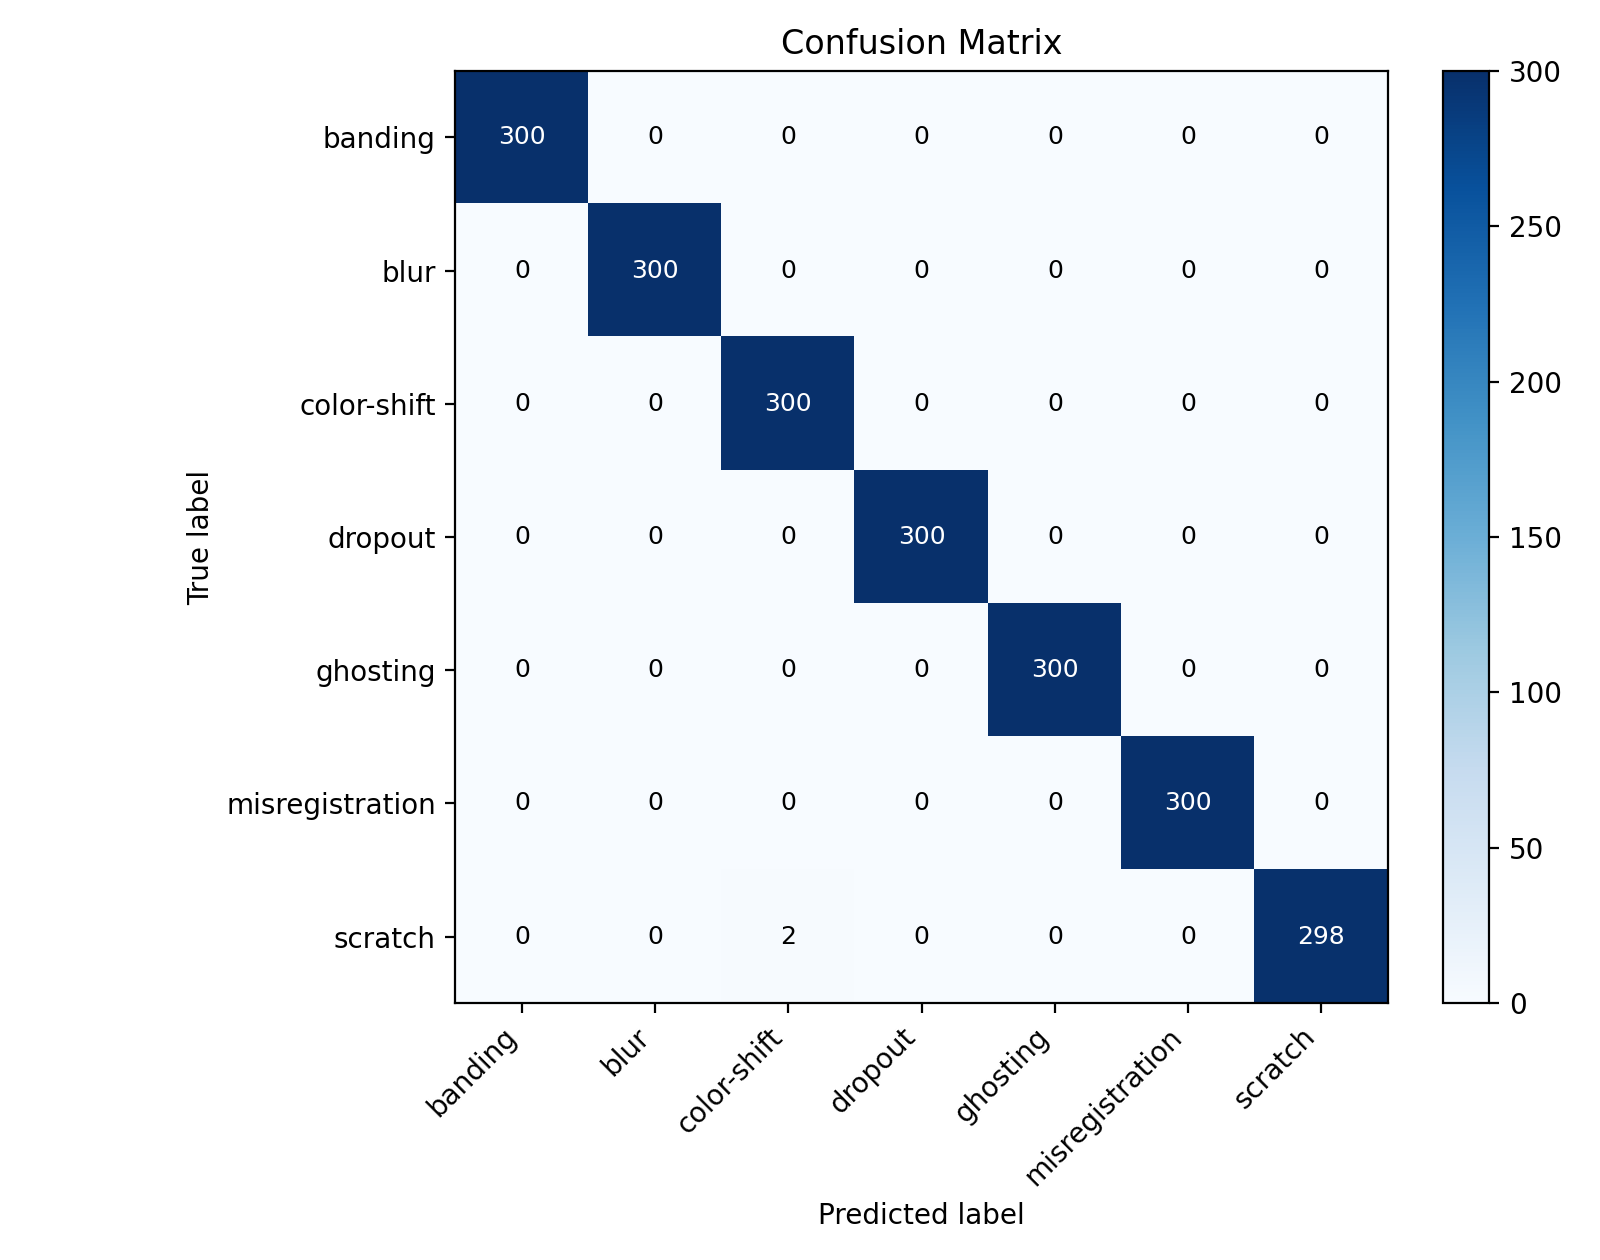 Confusion Matrix
banding 300 0 0 0 0 0 0
blur 0 300 0 0 0 0 0
color-shift 0 0 300 0 0 0 0
dropout 0 0 0 300 0 0 0
ghosting 0 0 0 0 300 0 0
misregistration 0 0 0 0 0 300 0
scratch 0 0 2 0 0 0 298
True label
banding blur color-shift dropout ghosting misregistration scratch
Predicted label
300
250
200
150
100
50
0